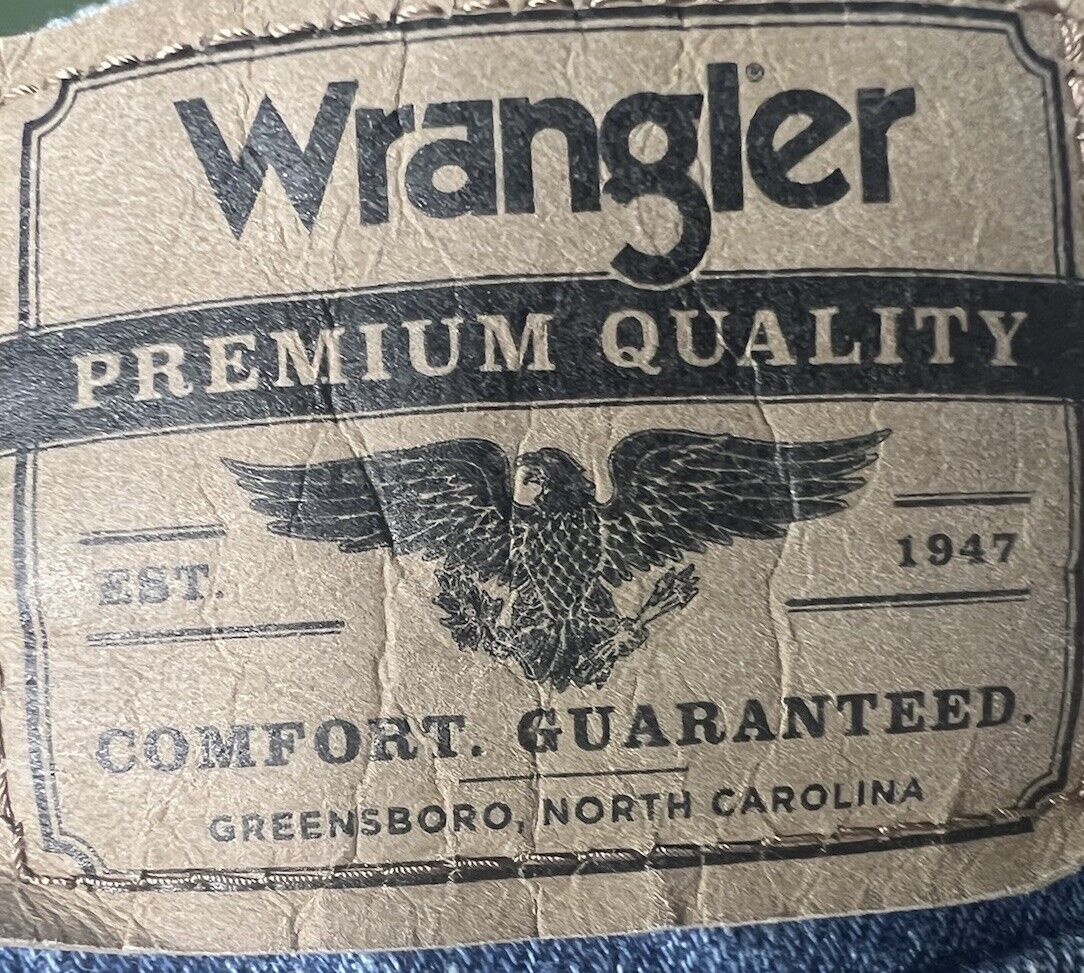 Wrangler®
PREMIUM QUALITY
EST. 1947
COMFORT. GUARANTEED.
GREENSBORO, NORTH CAROLINA